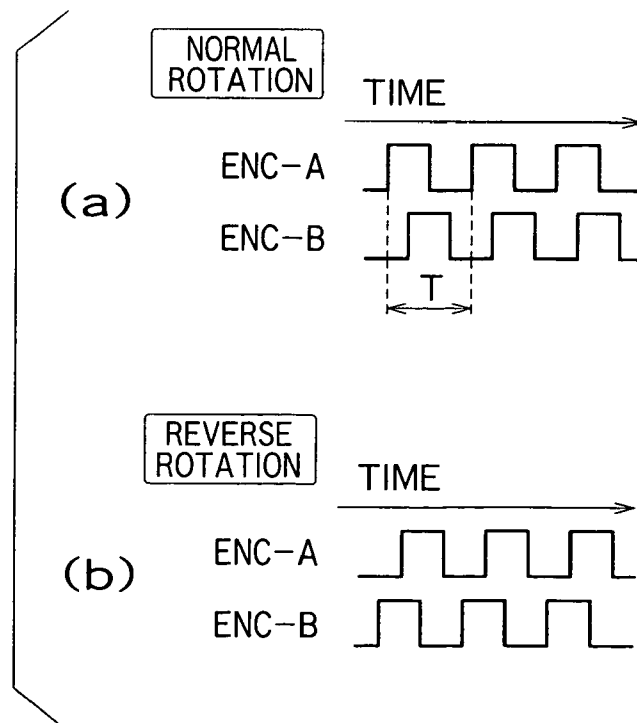 NORMAL
ROTATION
TIME
ENC-A
(a)
ENC-B
T
REVERSE
ROTATION
TIME
ENC-A
(b)
ENC-B